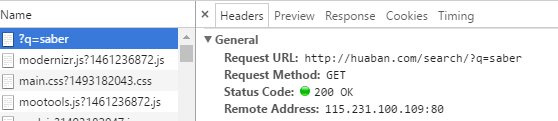 Name
× Headers Preview Response Cookies Timing
?q=saber
modernizr.js?1461236872.js
main.css?1493182043.css
mootools.js?1461236872.js
▼ General
Request URL: http://huaban.com/search/?q=saber
Request Method: GET
Status Code: 200 OK
Remote Address: 115.231.100.109:80